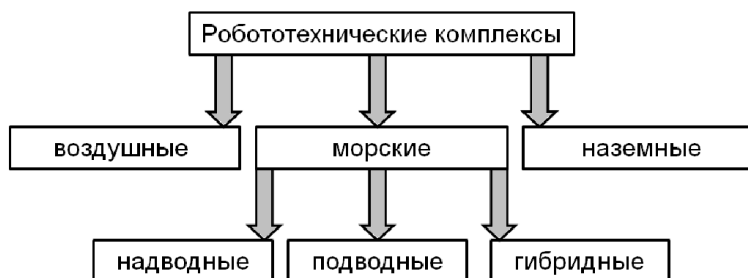 Робототехнические комплексы
воздушные
морские
наземные
надводные
подводные
гибридные